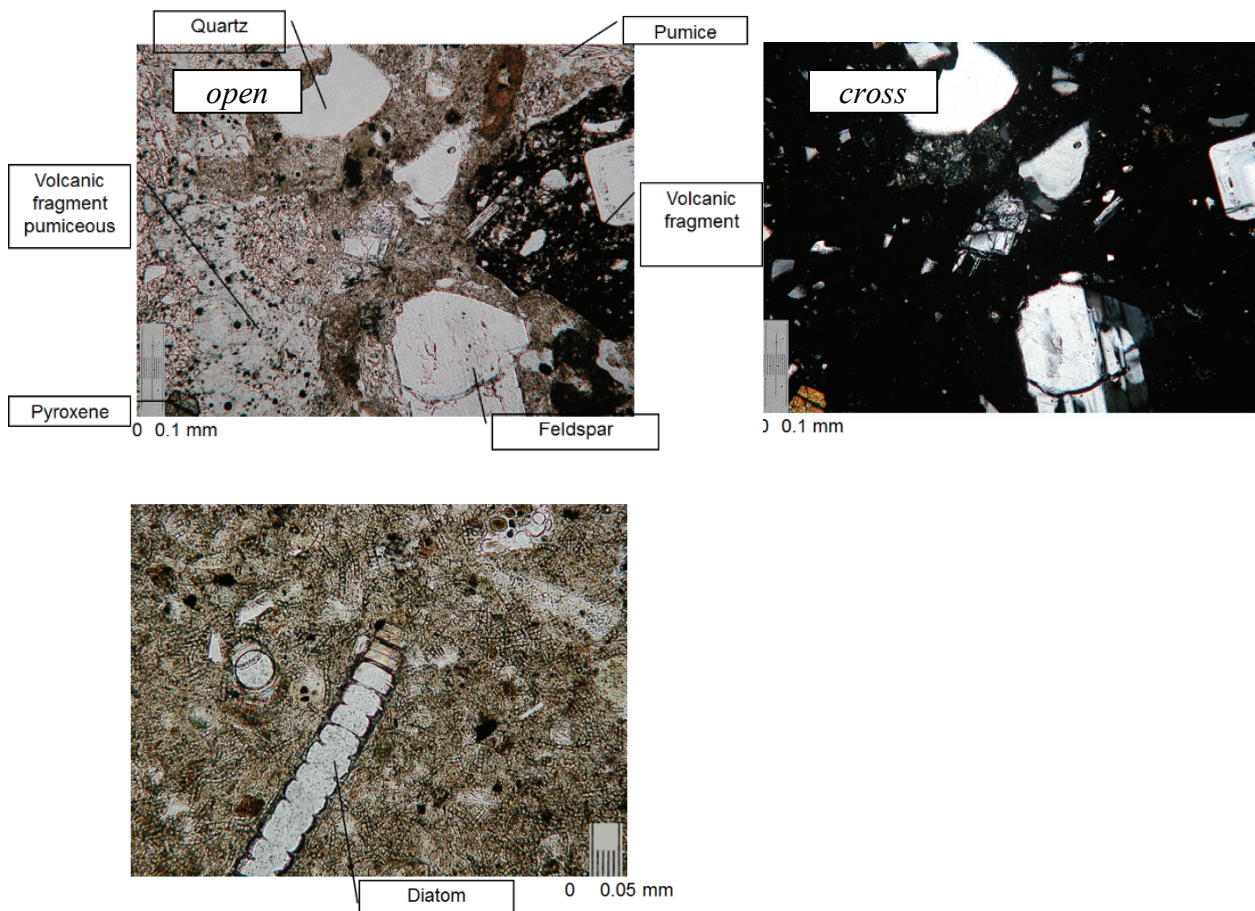 Quartz
Pumice
open
cross
Volcanic
fragment
pumiceous
Volcanic
fragment
Pyroxene
Feldspar
0 0.1 mm
0 0.1 mm
Diatom
0 0.05 mm